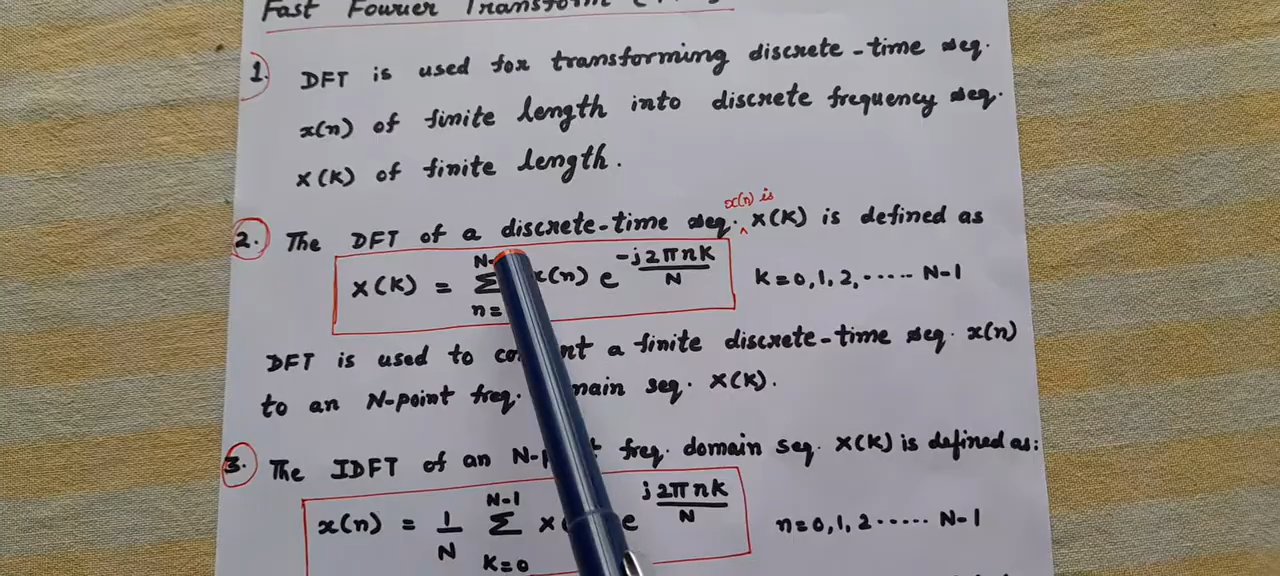 Fast Fourier Transform
1. DFT is used for transforming discrete-time seq.
x(n) of finite length into discrete frequency seq.
X(K) of finite length.
x(n) is
2. The DFT of a discrete-time seq. ^ X(K) is defined as
X(K) = N- Σ n= x(n) e^(-j2πnK/N) K=0,1,2,----- N-1
DFT is used to a finite discrete-time seq. x(n)
to an N-point freq. seq. X(K).
3. The IDFT of an freq. domain seq. X(K) is defined as:
x(n) = 1/N N-1 Σ K=0 e^(j2πnK/N) n=0,1,2----- N-1